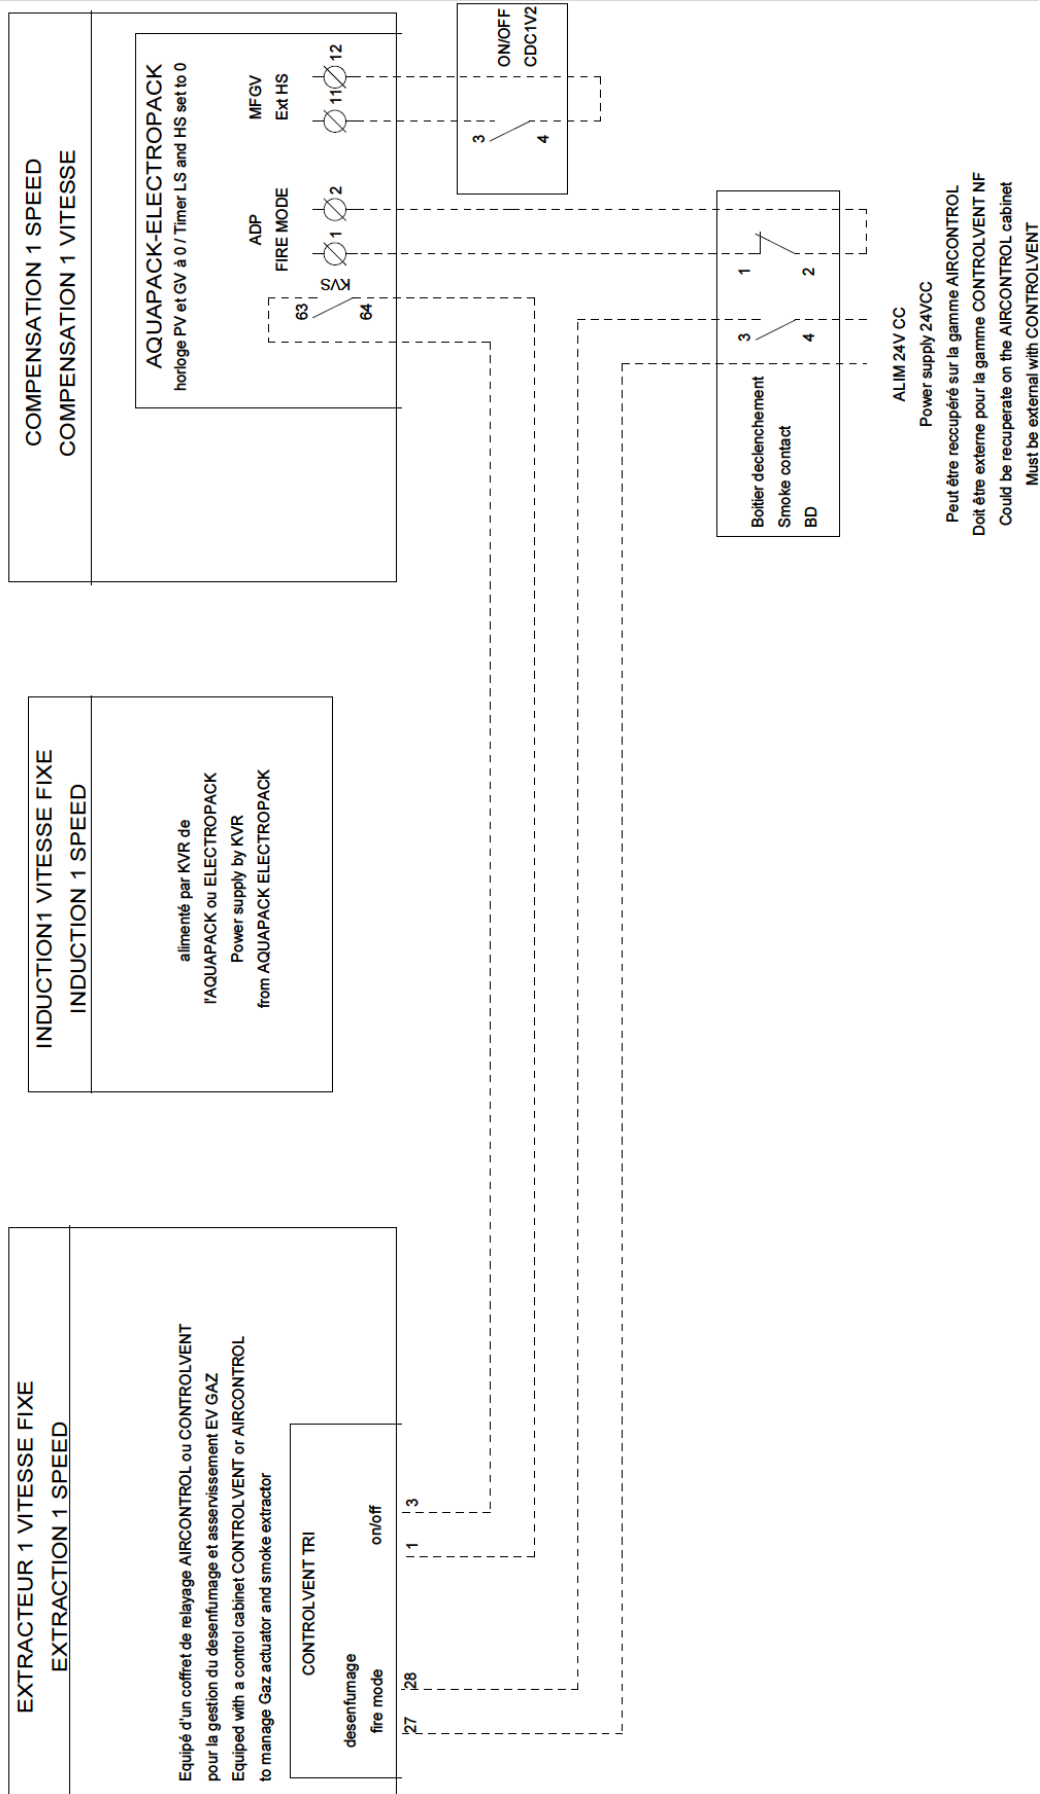 EXTRACTEUR 1 VITESSE FIXE
EXTRACTION 1 SPEED
Equipé d'un coffret de relayage AIRCONTROL ou CONTROLVENT
pour la gestion du desenfumage et asservissement EV GAZ
Equiped with a control cabinet CONTROLVENT or AIRCONTROL
to manage Gaz actuator and smoke extractor
CONTROLVENT TRI
desenfumage
fire mode
on/off
27
28
1
3
INDUCTION1 VITESSE FIXE
INDUCTION 1 SPEED
alimenté par KVR de
l'AQUAPACK ou ELECTROPACK
Power supply by KVR
from AQUAPACK ELECTROPACK
COMPENSATION 1 SPEED
COMPENSATION 1 VITESSE
AQUAPACK-ELECTROPACK
horloge PV et GV à 0 / Timer LS and HS set to 0
ADP
FIRE MODE
MFGV
Ext HS
63
64
KVS
1
2
11
12
ON/OFF
CDC1V2
3
4
1
2
3
4
Boitier declenchement
Smoke contact
BD
ALIM 24V CC
Power supply 24VCC
Peut être reccupéré sur la gamme AIRCONTROL
Doit être externe pour la gamme CONTROLVENT NF
Could be recuperate on the AIRCONTROL cabinet
Must be external with CONTROLVENT